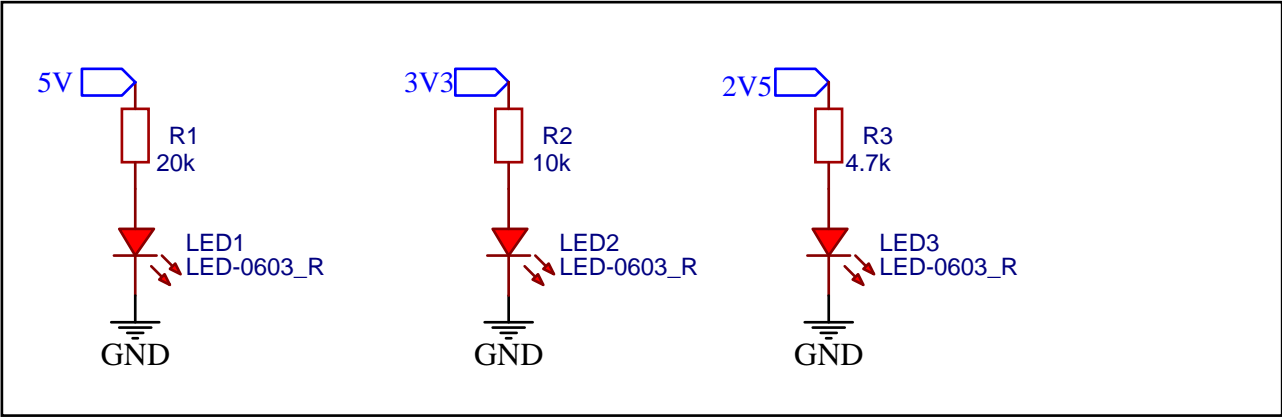 5V
R1
20k
LED1
LED-0603_R
GND
3V3
R2
10k
LED2
LED-0603_R
GND
2V5
R3
4.7k
LED3
LED-0603_R
GND